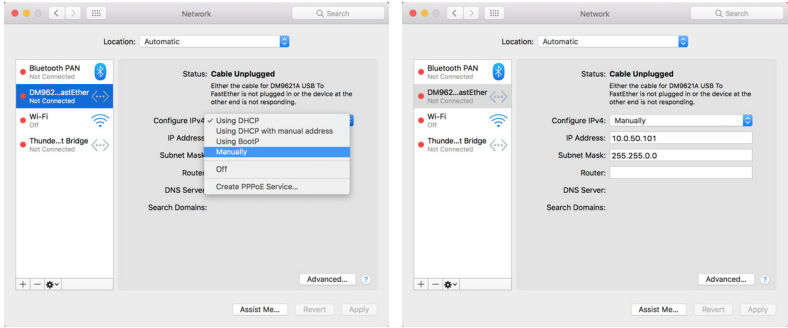 Network
Search
Location: Automatic
Bluetooth PAN
Not Connected
DM962...astEther
Not Connected
Wi-Fi
Off
Thunde...t Bridge
Not Connected
Status: Cable Unplugged
Either the cable for DM9621A USB To
FastEther is not plugged in or the device at the
other end is not responding.
Configure IPv4
✓ Using DHCP
Using DHCP with manual address
Using BootP
Manually
Off
Create PPPoE Service...
IP Address
Subnet Mask
Router
DNS Server
Search Domains:
Advanced... ?
Assist Me... Revert Apply
Network
Search
Location: Automatic
Bluetooth PAN
Not Connected
DM962...astEther
Not Connected
Wi-Fi
Off
Thunde...t Bridge
Not Connected
Status: Cable Unplugged
Either the cable for DM9621A USB To
FastEther is not plugged in or the device at the
other end is not responding.
Configure IPv4: Manually
IP Address: 10.0.50.101
Subnet Mask: 255.255.0.0
Router:
DNS Server:
Search Domains:
Advanced... ?
Assist Me... Revert Apply